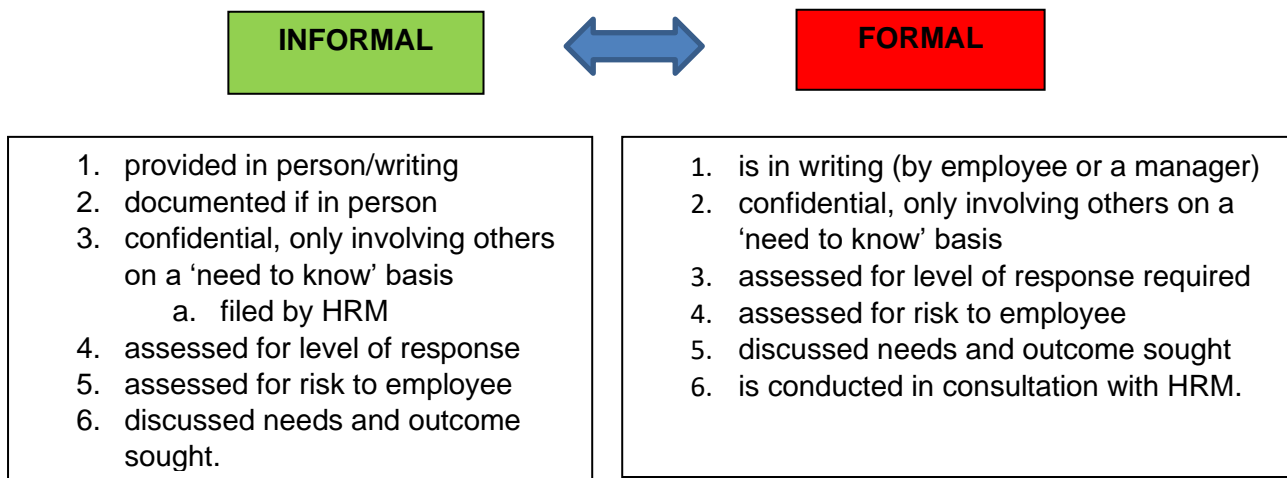 INFORMAL
FORMAL
1. provided in person/writing
2. documented if in person
3. confidential, only involving others
on a ‘need to know’ basis
a. filed by HRM
4. assessed for level of response
5. assessed for risk to employee
6. discussed needs and outcome
sought.
1. is in writing (by employee or a manager)
2. confidential, only involving others on a
‘need to know’ basis
3. assessed for level of response required
4. assessed for risk to employee
5. discussed needs and outcome sought
6. is conducted in consultation with HRM.